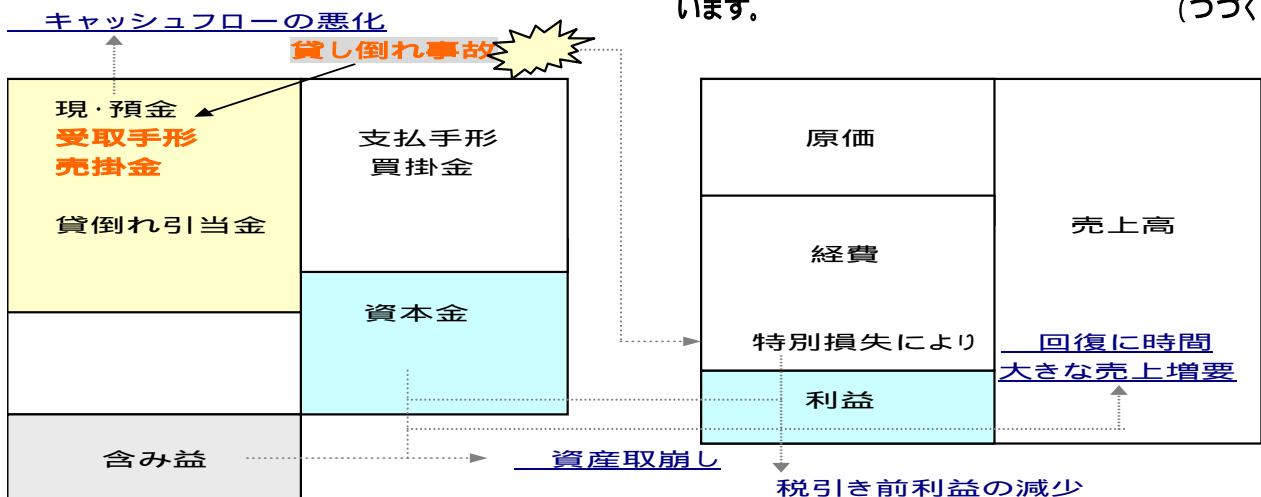 います。
(つづく
キャッシュフローの悪化
貸し倒れ事故
現・預金
受取手形
売掛金
貸倒れ引当金
支払手形
買掛金
資本金
含み益
資産取崩し
原価
経費
特別損失により
利益
売上高
回復に時間
大きな売上増要
税引き前利益の減少